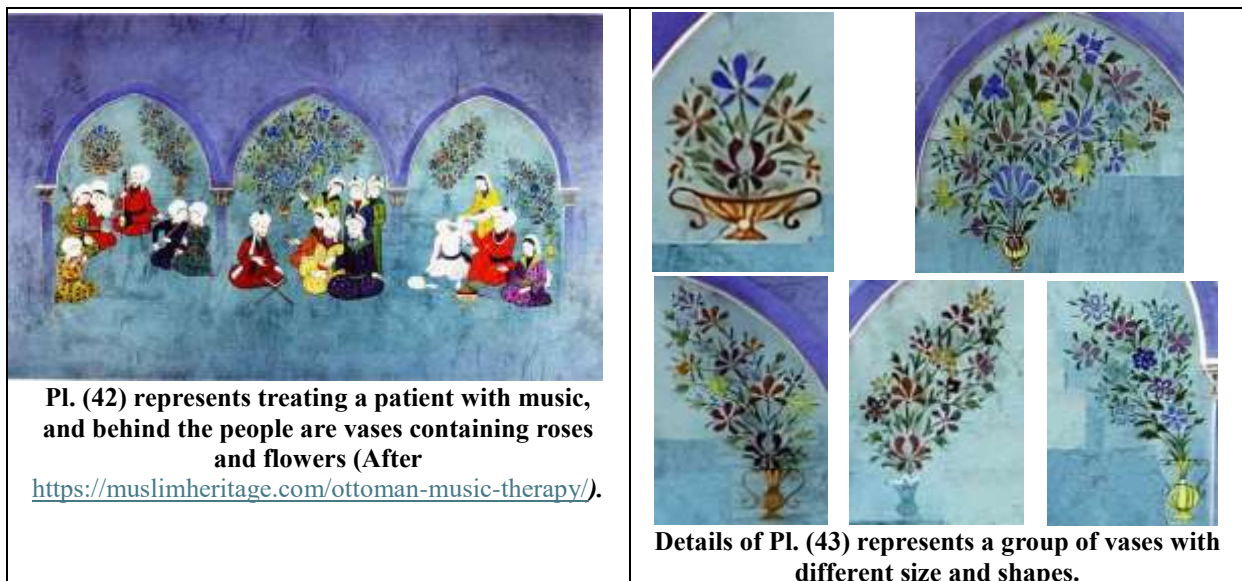 Pl. (42) represents treating a patient with music,
and behind the people are vases containing roses
and flowers (After
https://muslimheritage.com/ottoman-music-therapy/).
Details of Pl. (43) represents a group of vases with
different size and shapes.